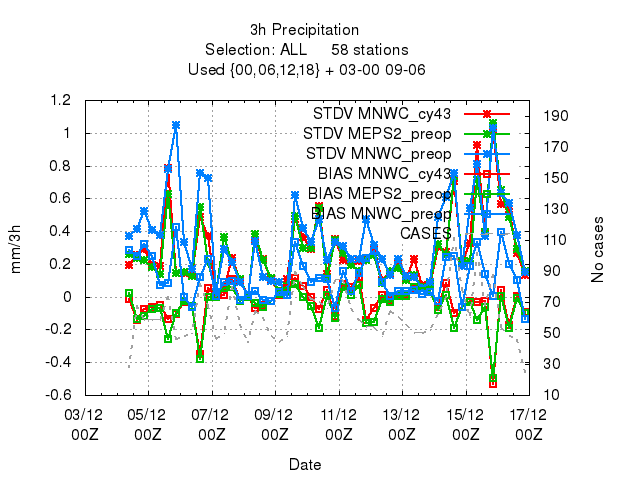 3h Precipitation
Selection: ALL 58 stations
Used {00,06,12,18} + 03-00 09-06
STDV MNWC_cy43
STDV MEPS2_preop
STDV MNWC_preop
BIAS MNWC_cy43
BIAS MEPS2_preop
BIAS MNWC_preop
CASES
mm/3h
1.2
1
0.8
0.6
0.4
0.2
0
-0.2
-0.4
-0.6
No cases
190
170
150
130
110
90
70
50
30
10
03/12 05/12 07/12 09/12 11/12 13/12 15/12 17/12
00Z 00Z 00Z 00Z 00Z 00Z 00Z 00Z
Date